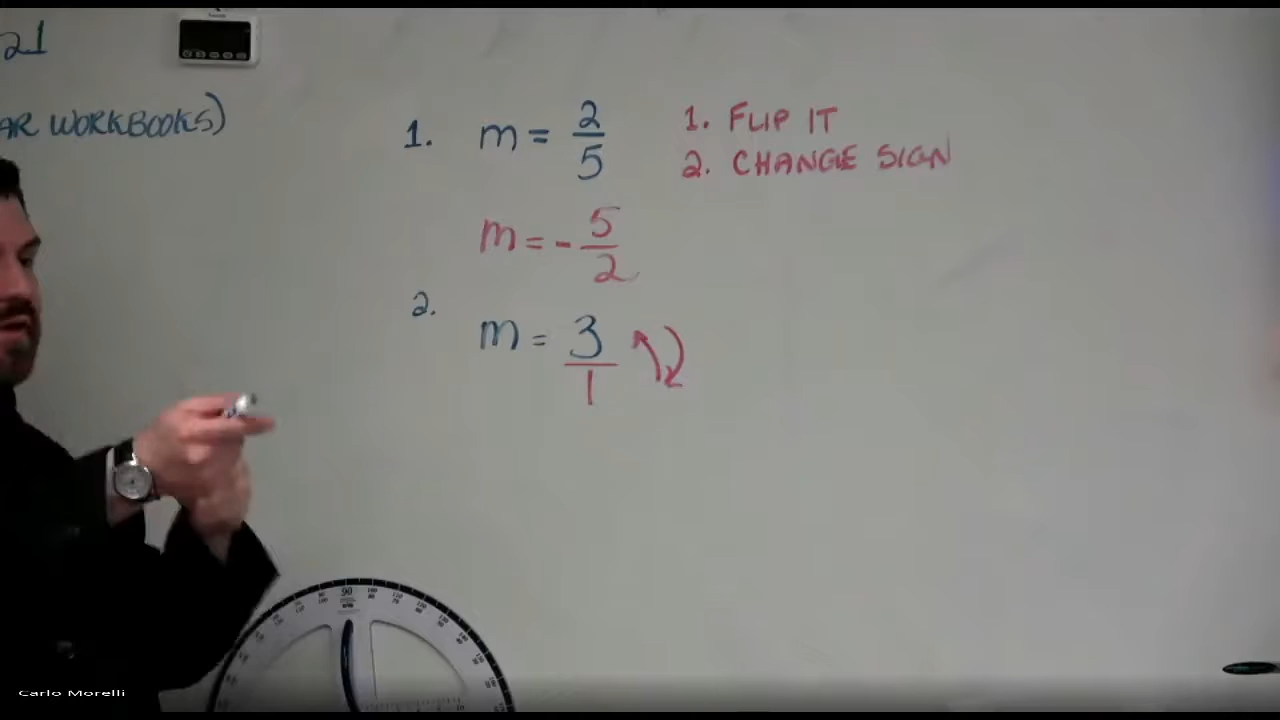 21
AR WORKBOOKS)
1. m = 2/5
1. FLIP IT
2. CHANGE SIGN
m = - 5/2
2. m = 3/1
90
Carlo Morelli